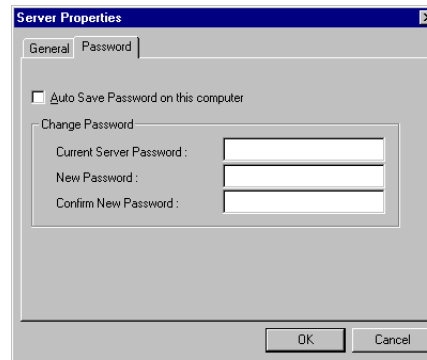 Server Properties
General Password
Auto Save Password on this computer
Change Password
Current Server Password :
New Password :
Confirm New Password :
OK Cancel